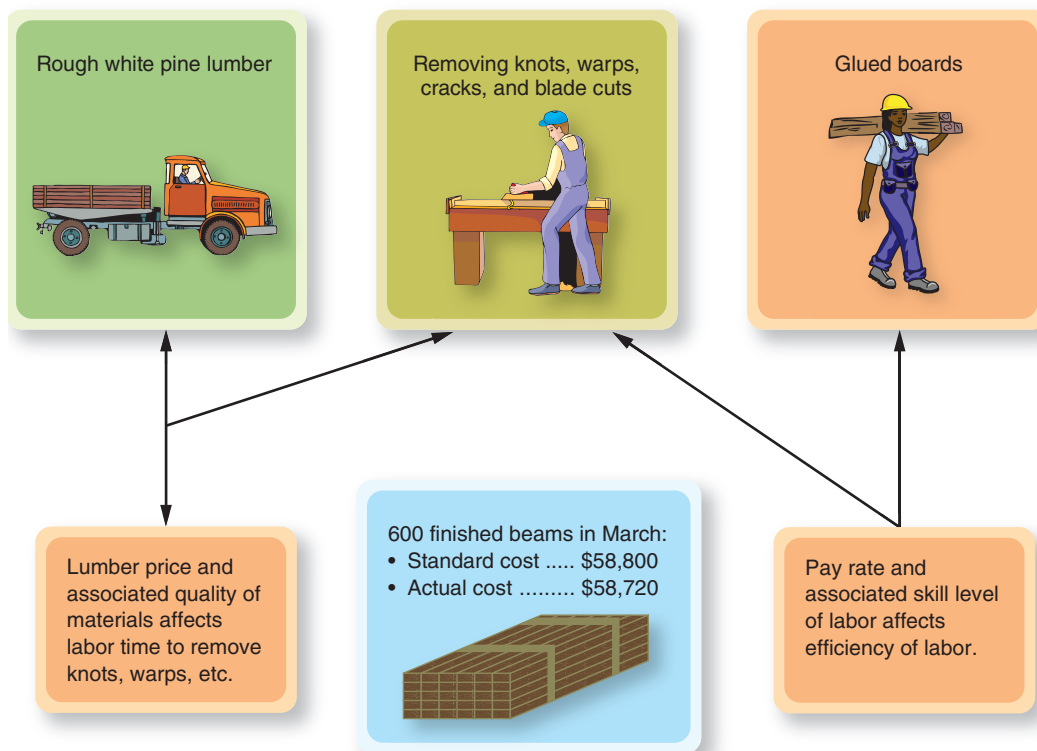 Rough white pine lumber
Removing knots, warps,
cracks, and blade cuts
Glued boards
Lumber price and
associated quality of
materials affects
labor time to remove
knots, warps, etc.
600 finished beams in March:
• Standard cost ..... $58,800
• Actual cost ......... $58,720
Pay rate and
associated skill level
of labor affects
efficiency of labor.